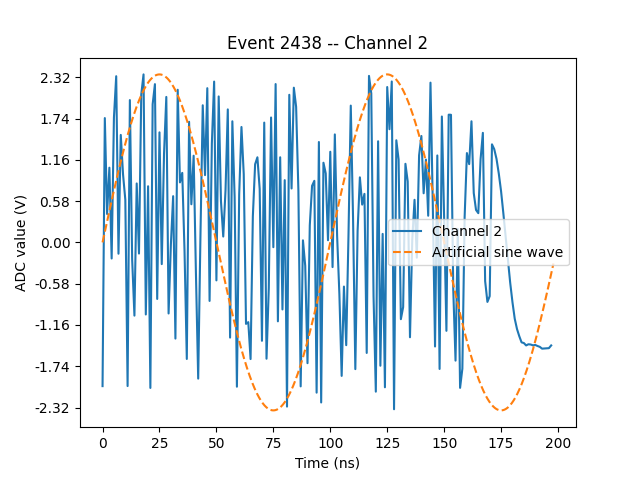 Event 2438 -- Channel 2
ADC value (V)
2.32
1.74
1.16
0.58
0.00
-0.58
-1.16
-1.74
-2.32
Channel 2
Artificial sine wave
0 25 50 75 100 125 150 175 200
Time (ns)